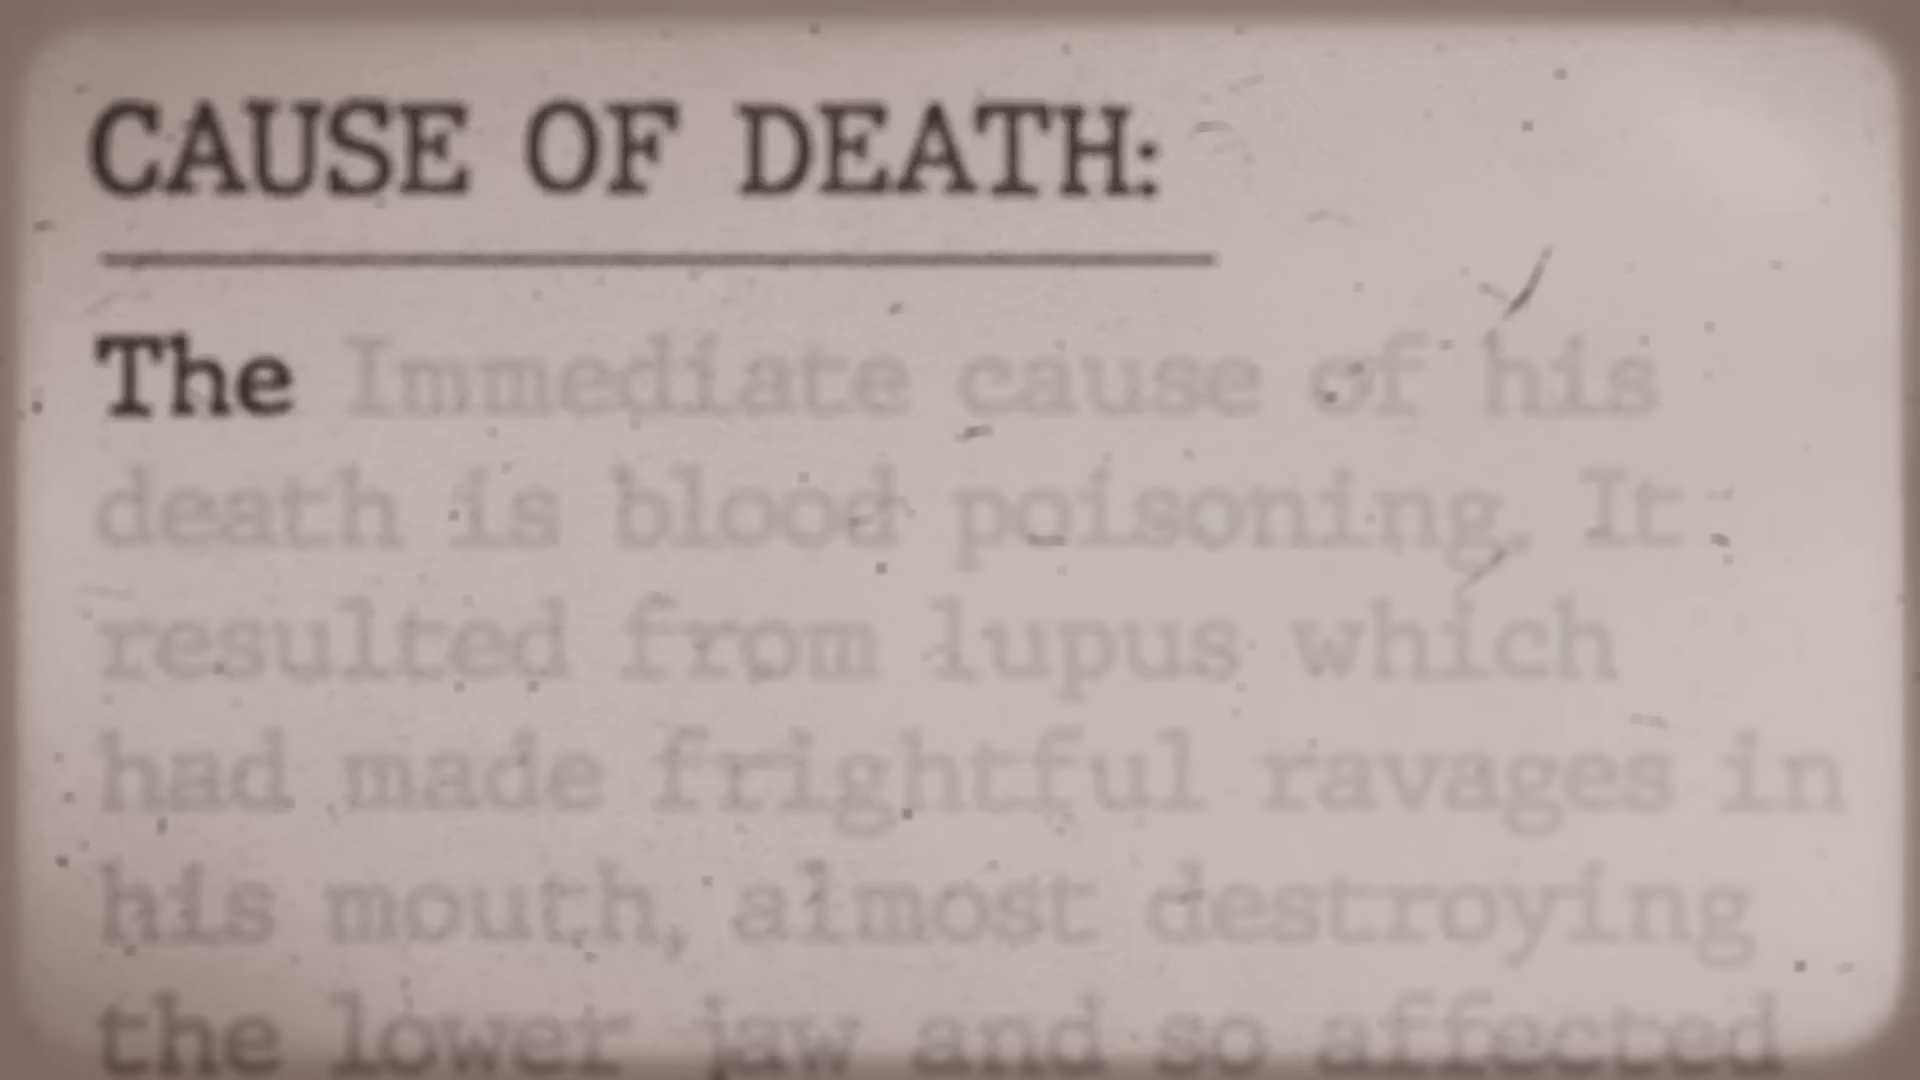 CAUSE OF DEATH:
The Immediate cause of his
death is blood poisoning. It
resulted from lupus which
had made frightful ravages in
his mouth, almost destroying
the lower jaw and so affected